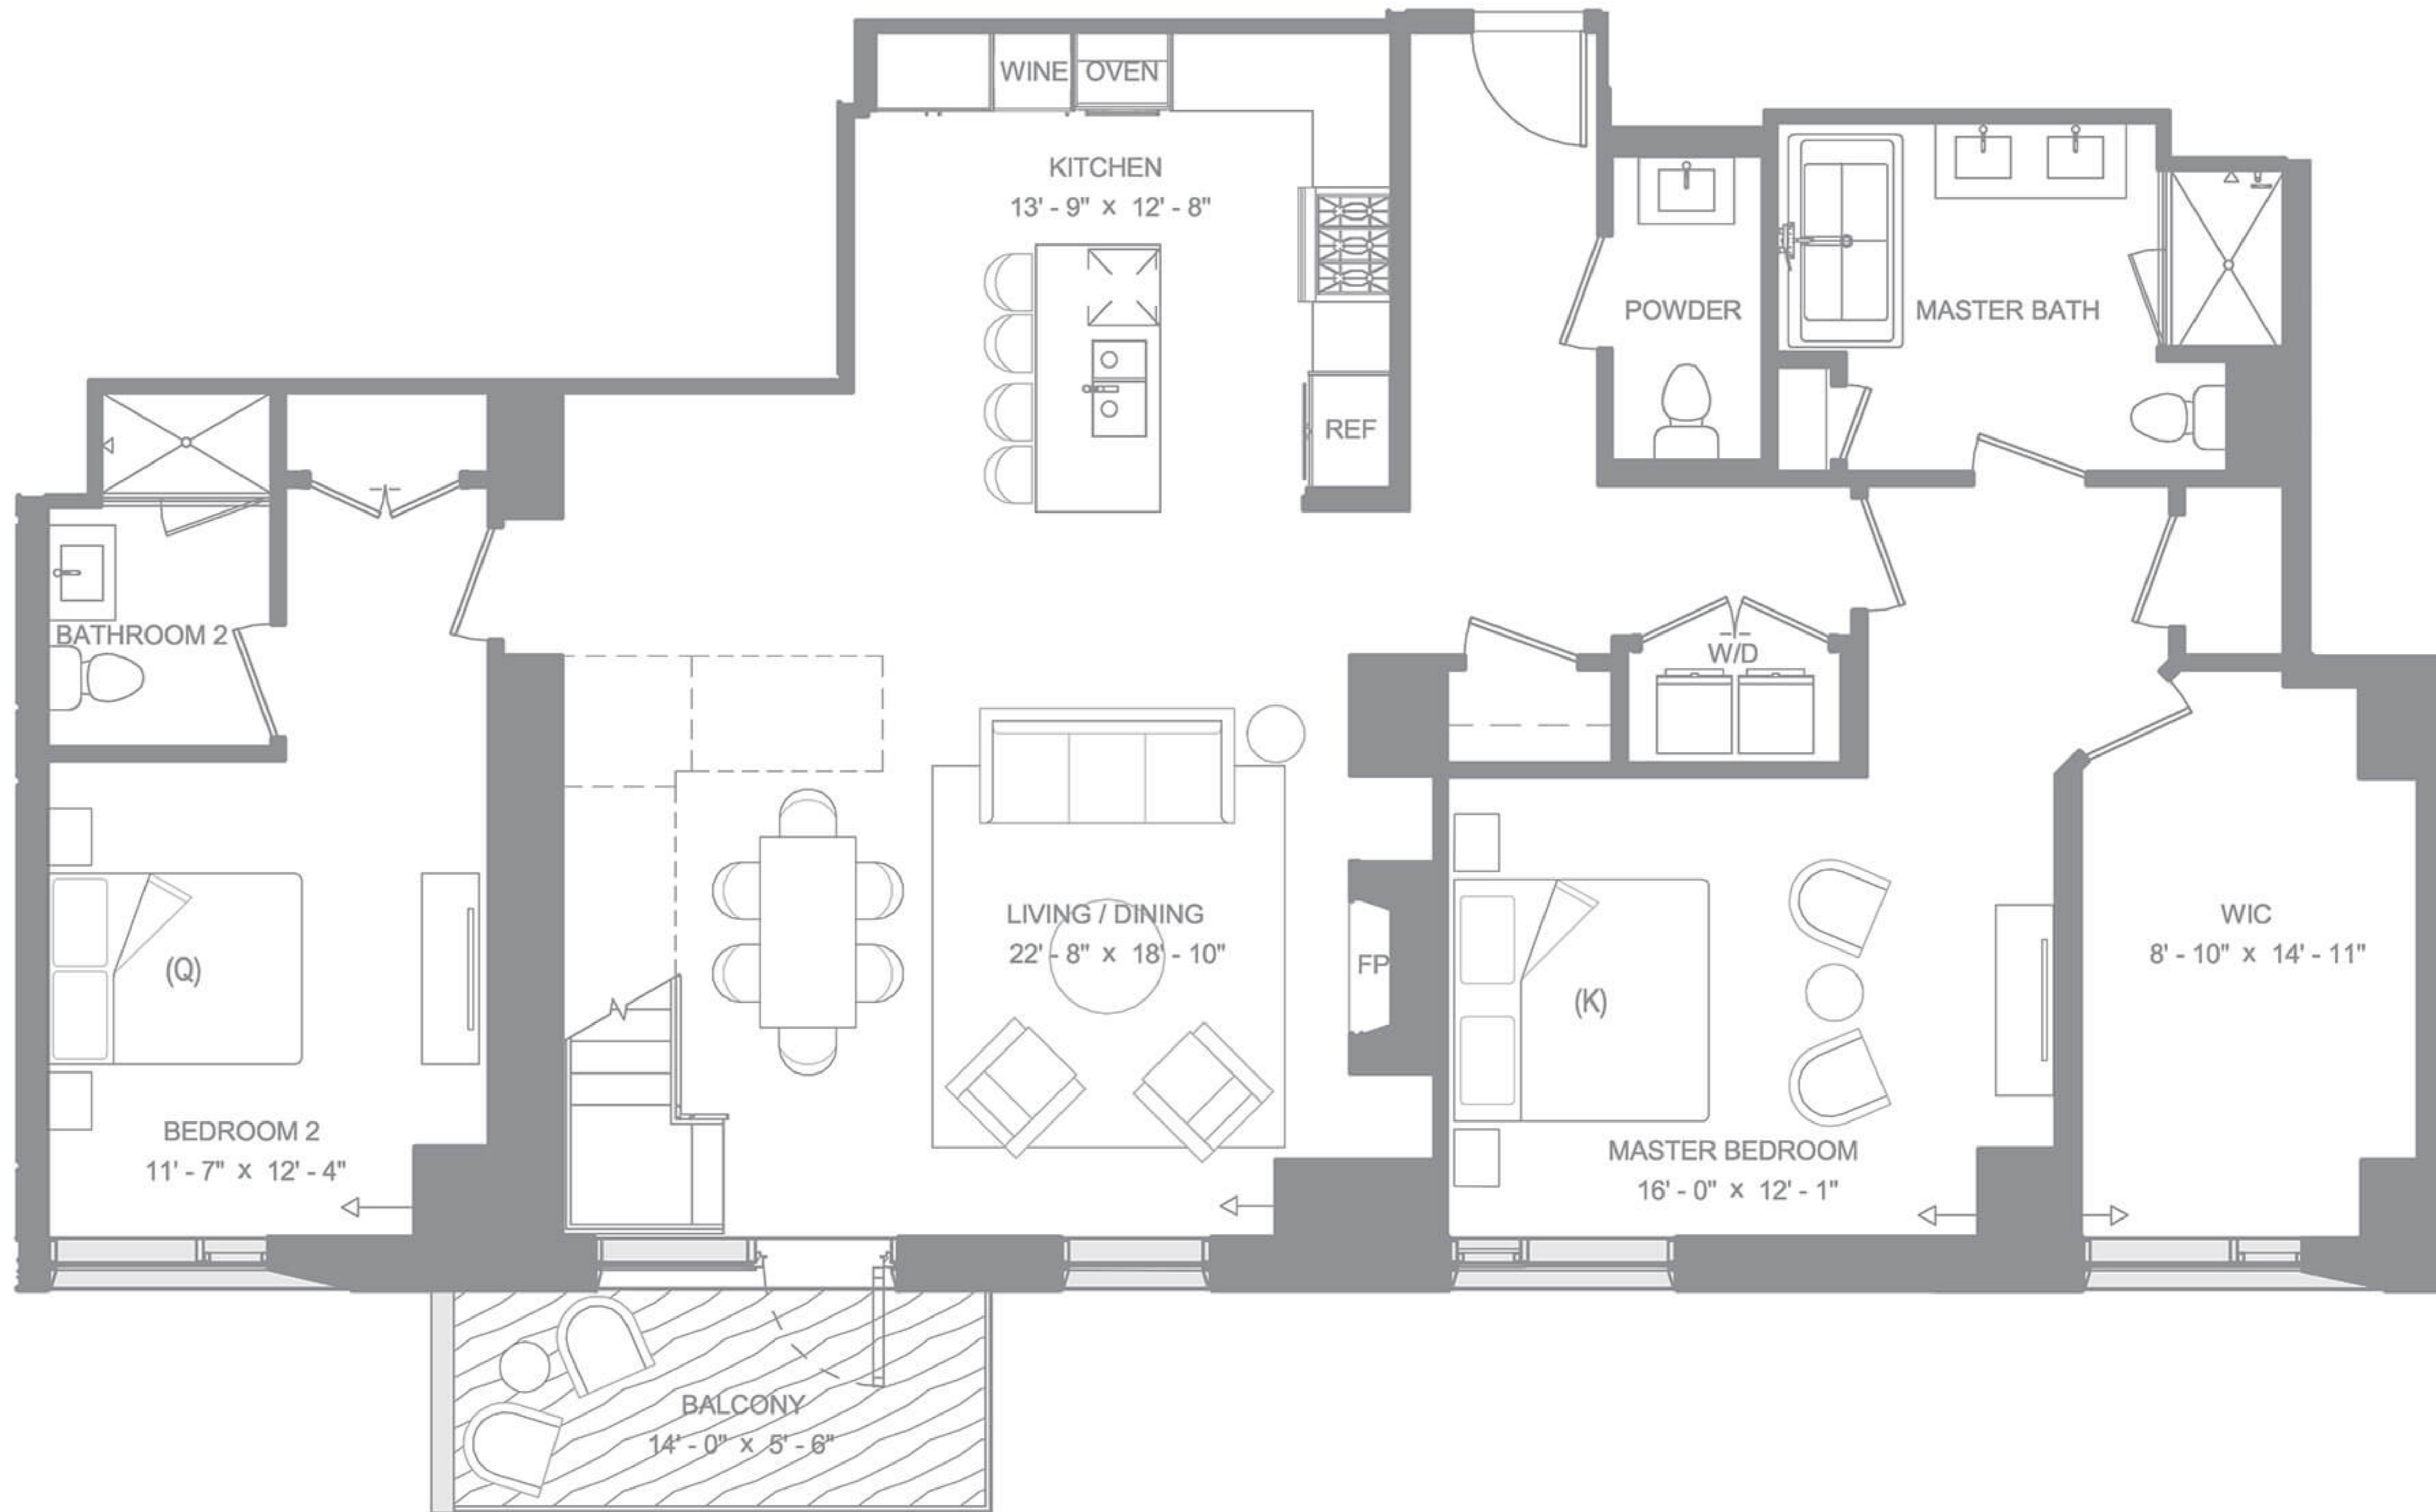 WINE
OVEN
KITCHEN
13' - 9" x 12' - 8"
POWDER
MASTER BATH
REF
BATHROOM 2
W/D
LIVING / DINING
22' - 8" x 18' - 10"
FP
WIC
8' - 10" x 14' - 11"
(Q)
(K)
BEDROOM 2
11' - 7" x 12' - 4"
MASTER BEDROOM
16' - 0" x 12' - 1"
BALCONY
14' - 0" x 5' - 6"